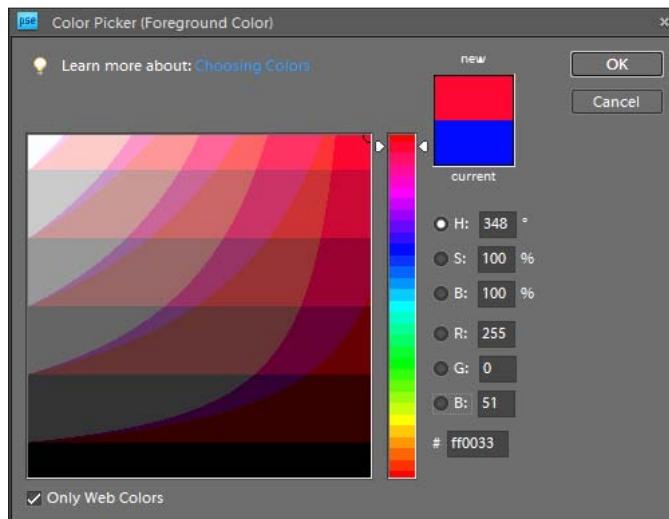 pse Color Picker (Foreground Color)
Learn more about: Choosing Colors
new
current
OK
Cancel
H: 348 °
S: 100 %
B: 100 %
R: 255
G: 0
B: 51
# ff0033
Only Web Colors